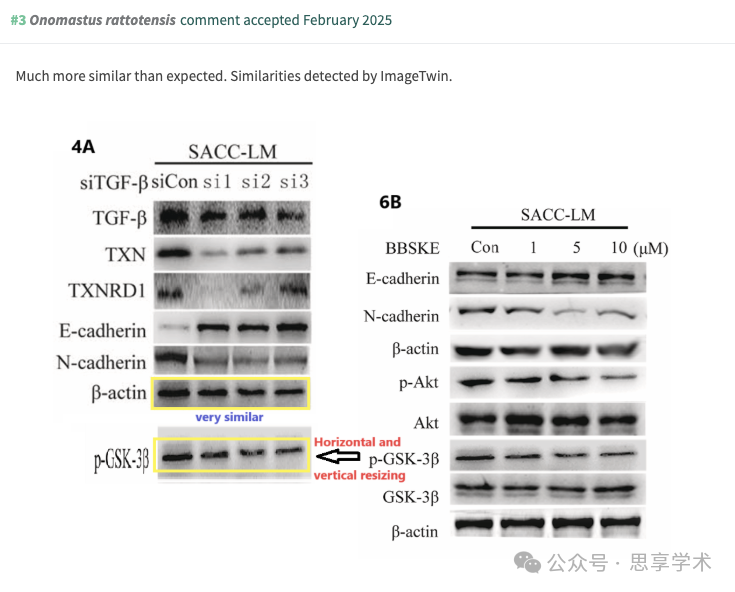 #3 Onomastus rattotensis comment accepted February 2025
Much more similar than expected. Similarities detected by ImageTwin.
4A
SACC-LM
siTGF-β siCon si1 si2 si3
TGF-β
TXN
TXNRD1
E-cadherin
N-cadherin
β-actin
very similar
p-GSK-3β
Horizontal and
vertical resizing
6B
SACC-LM
BBSKE Con 1 5 10 (μM)
E-cadherin
N-cadherin
β-actin
p-Akt
Akt
p-GSK-3β
GSK-3β
β-actin
公众号 · 思享学术